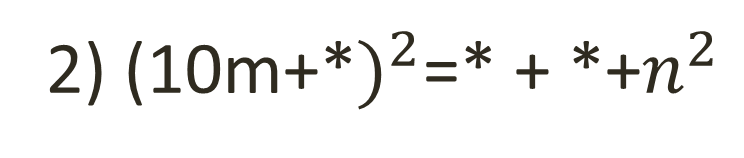 2) (10m+*)²=* + *+n²